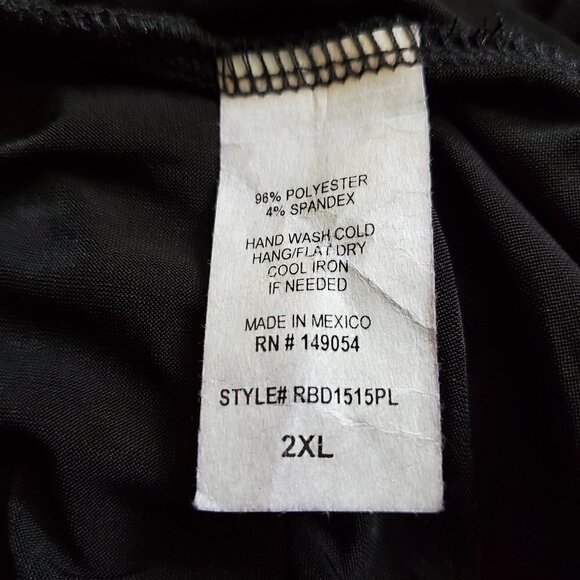 96% POLYESTER
4% SPANDEX
HAND WASH COLD
HANG/FLAT DRY
COOL IRON
IF NEEDED
MADE IN MEXICO
RN # 149054
STYLE# RBD1515PL
2XL